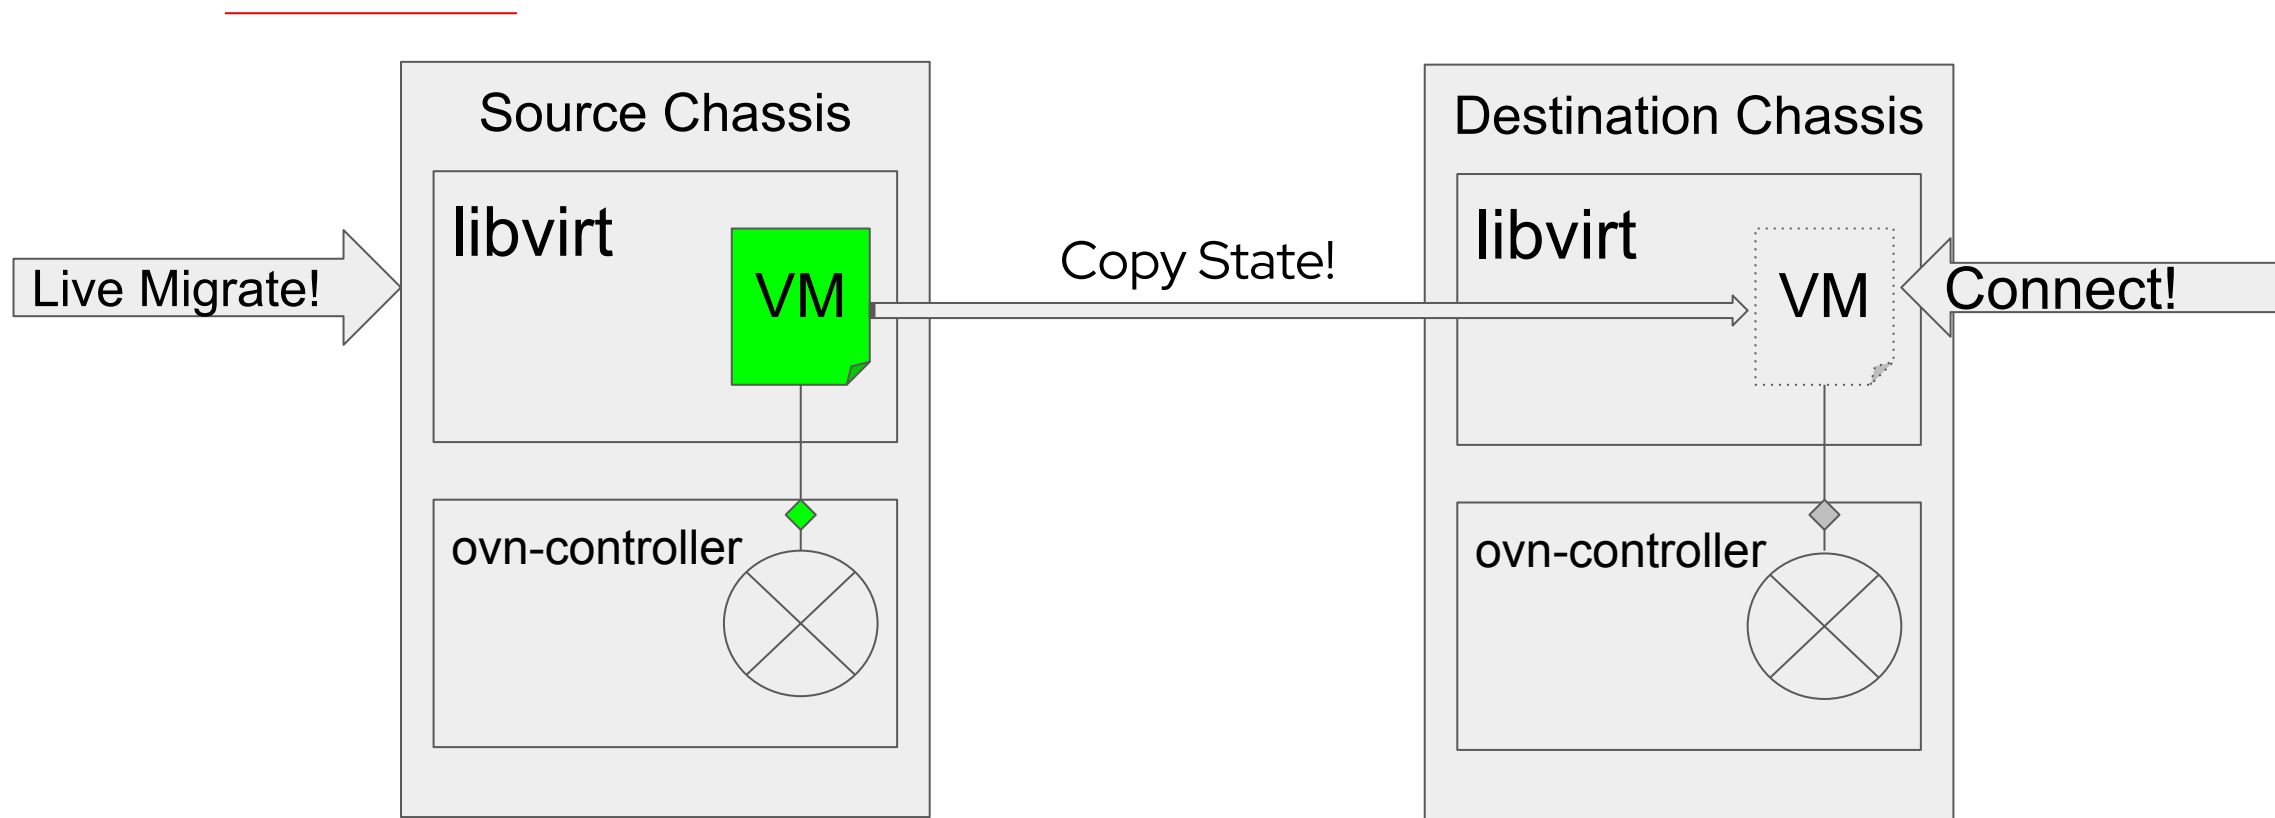 Source Chassis
libvirt
VM
ovn-controller
Live Migrate!
Copy State!
Destination Chassis
libvirt
VM
ovn-controller
Connect!